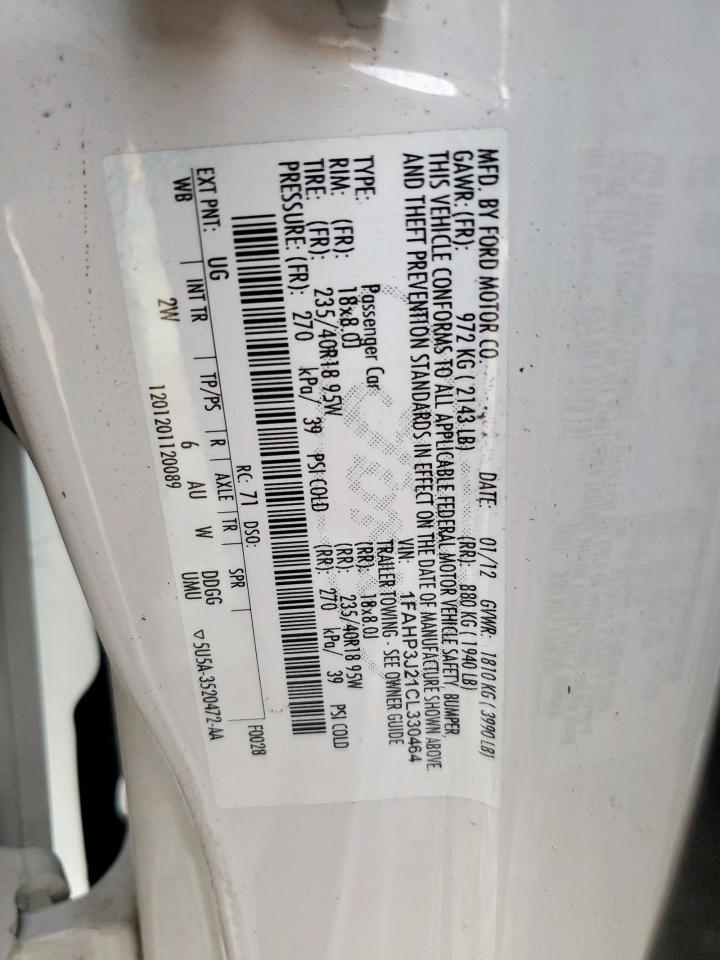 MFD. BY FORD MOTOR CO. DATE: 01/12 GVWR: 1810 KG ( 3990 LB)
GAWR: (FR): 972 KG ( 2143 LB) (RR): 880 KG ( 1940 LB)
THIS VEHICLE CONFORMS TO ALL APPLICABLE FEDERAL MOTOR VEHICLE SAFETY, BUMPER,
AND THEFT PREVENTION STANDARDS IN EFFECT ON THE DATE OF MANUFACTURE SHOWN ABOVE.
VIN: 1FAHP3J21CL330464
TYPE: Passenger Car TRAILER TOWING - SEE OWNER GUIDE
RIM: (FR): 18x8.0J (RR): 18x8.0J
TIRE: (FR): 235/40R18 95W (RR) 235/40R18 95W
PRESSURE: (FR): 270 kPa/ 39 PSI COLD (RR): 270 kPa/ 39 PSI COLD
F0028
RC: 71 DSO:
EXT PNT: UG INT TR TP/PS R AXLE TR SPR
WB 2W 6 AU W DDGG
UMU
1201201120089 ▽5U5A-3520472-AA